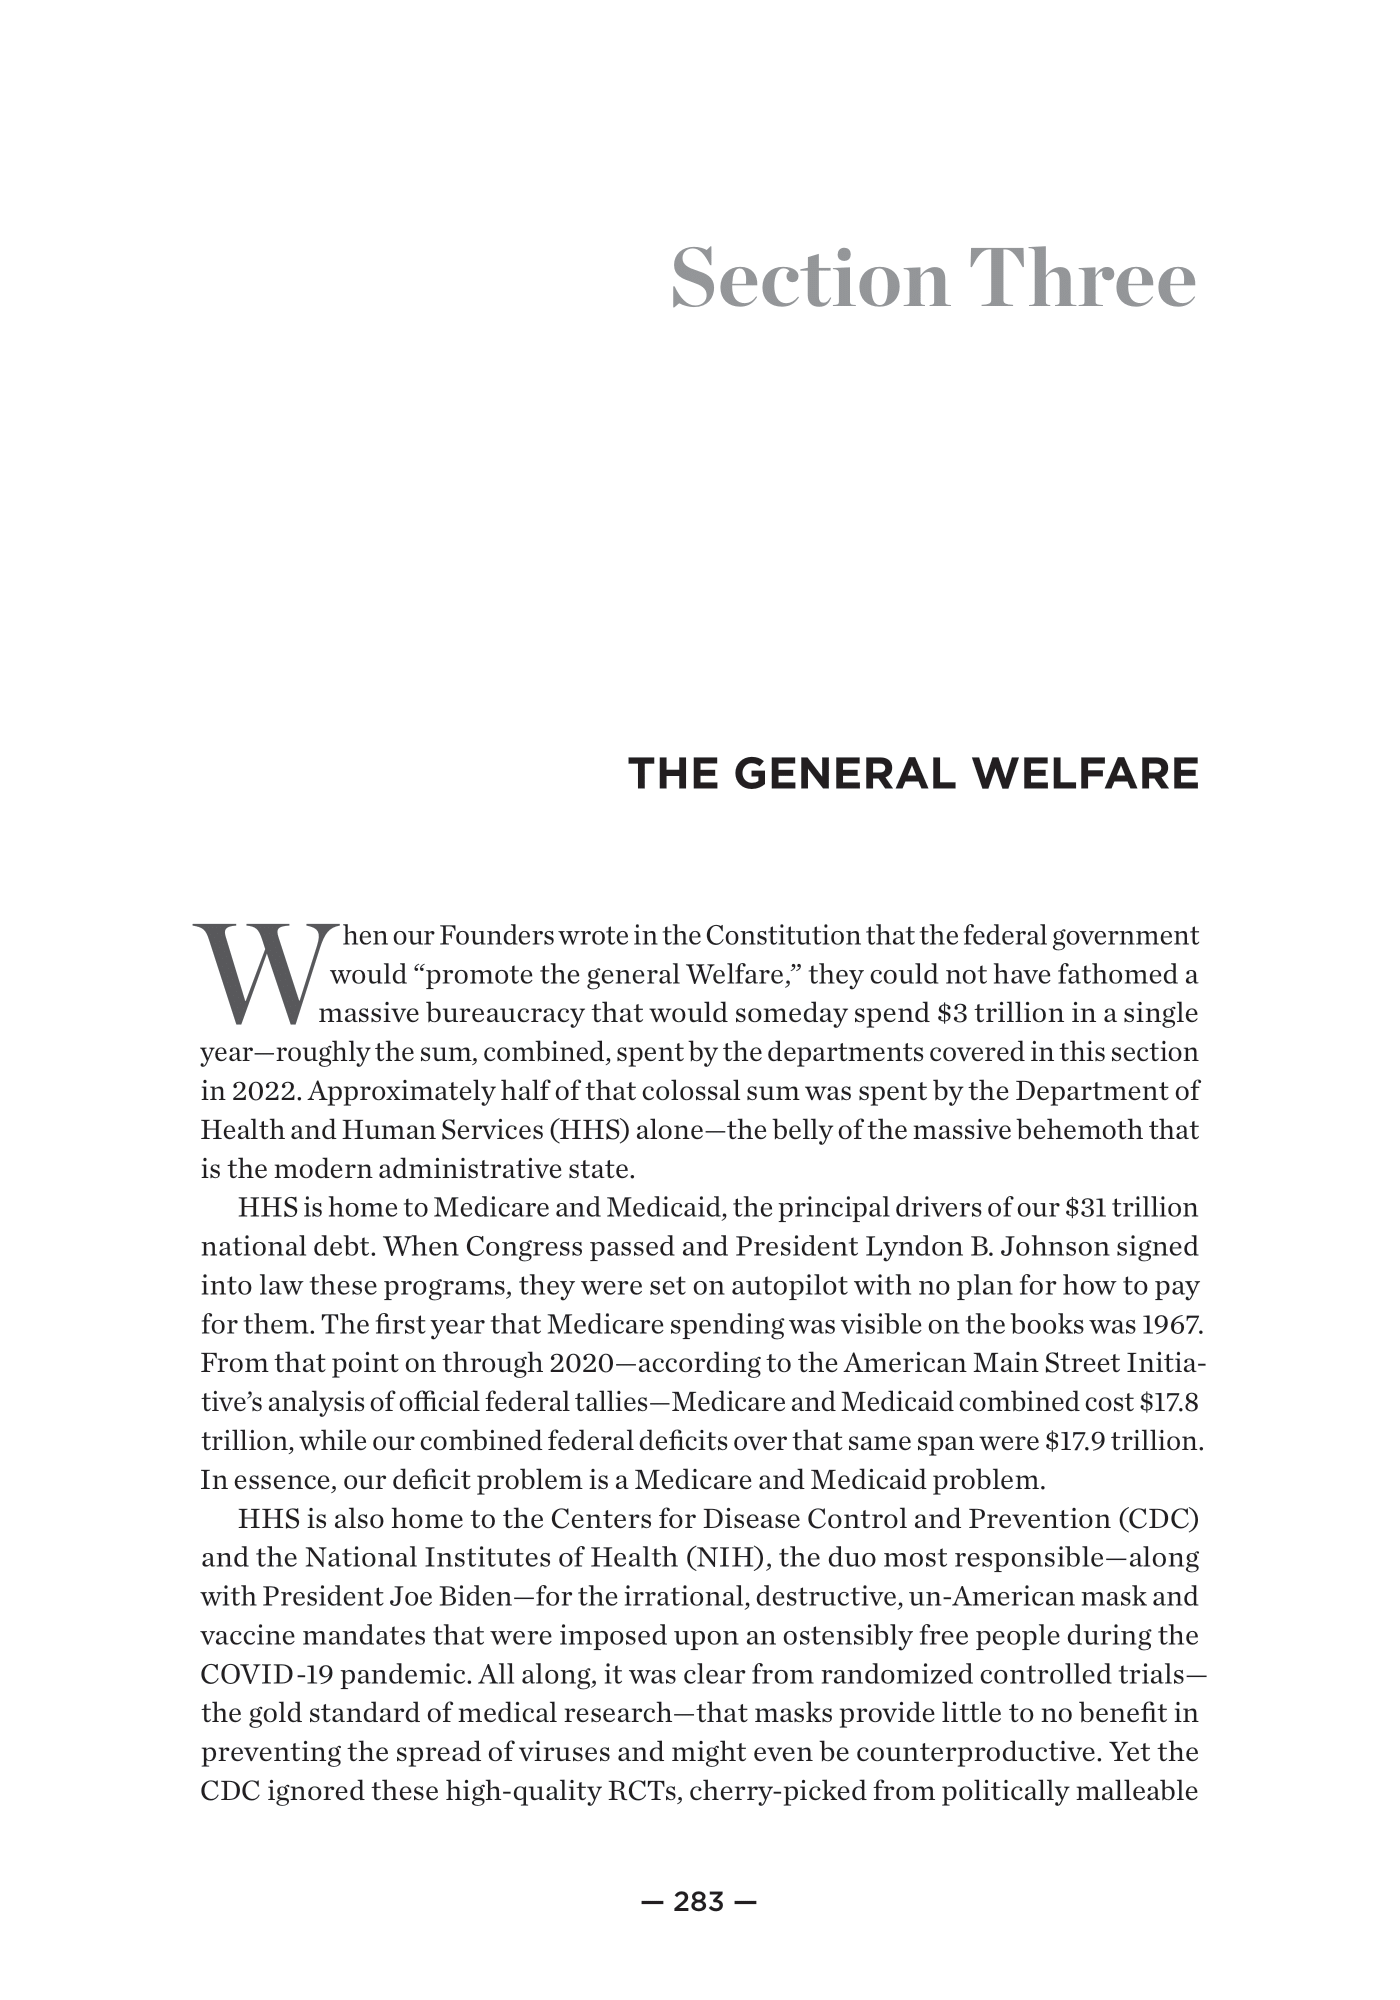 Section Three
THE GENERAL WELFARE
When our Founders wrote in the Constitution that the federal government
would “promote the general Welfare,” they could not have fathomed a
massive bureaucracy that would someday spend $3 trillion in a single
year—roughly the sum, combined, spent by the departments covered in this section
in 2022. Approximately half of that colossal sum was spent by the Department of
Health and Human Services (HHS) alone—the belly of the massive behemoth that
is the modern administrative state.
HHS is home to Medicare and Medicaid, the principal drivers of our $31 trillion
national debt. When Congress passed and President Lyndon B. Johnson signed
into law these programs, they were set on autopilot with no plan for how to pay
for them. The first year that Medicare spending was visible on the books was 1967.
From that point on through 2020—according to the American Main Street Initia-
tive’s analysis of official federal tallies—Medicare and Medicaid combined cost $17.8
trillion, while our combined federal deficits over that same span were $17.9 trillion.
In essence, our deficit problem is a Medicare and Medicaid problem.
HHS is also home to the Centers for Disease Control and Prevention (CDC)
and the National Institutes of Health (NIH), the duo most responsible—along
with President Joe Biden—for the irrational, destructive, un-American mask and
vaccine mandates that were imposed upon an ostensibly free people during the
COVID-19 pandemic. All along, it was clear from randomized controlled trials—
the gold standard of medical research—that masks provide little to no benefit in
preventing the spread of viruses and might even be counterproductive. Yet the
CDC ignored these high-quality RCTs, cherry-picked from politically malleable
— 283 —